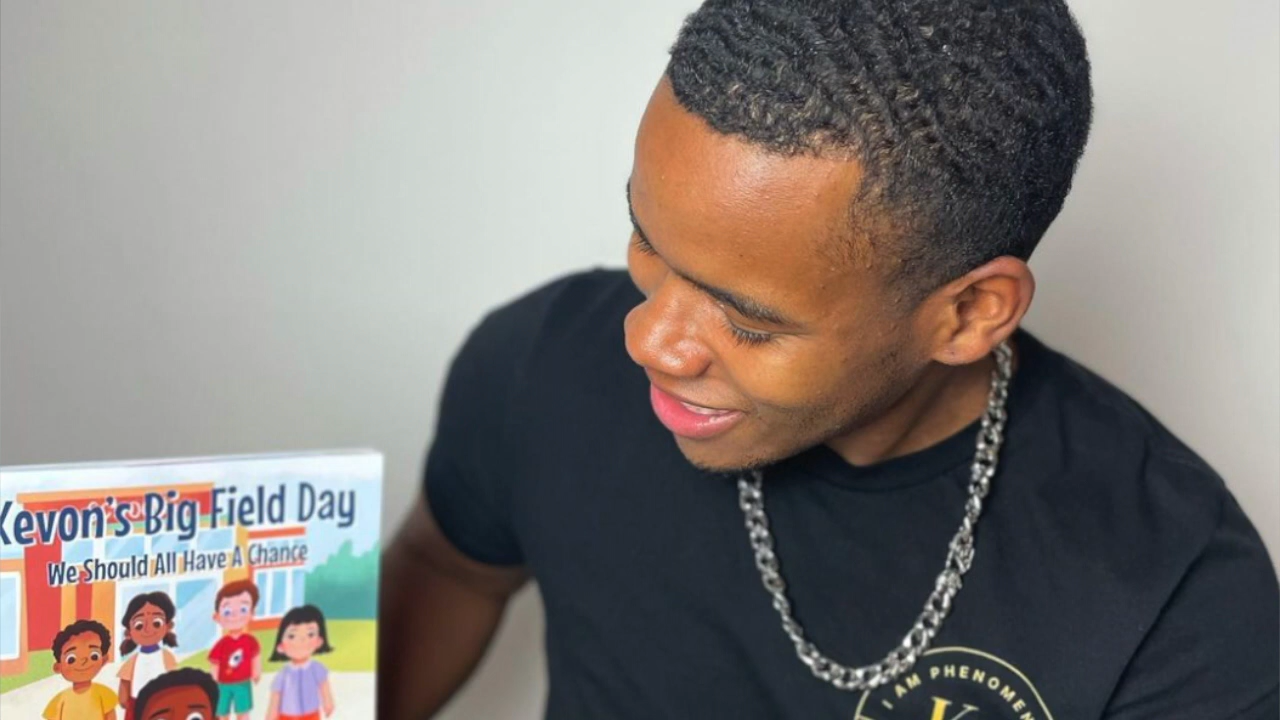 Kevon's Big Field Day
We Should All Have A Chance
I AM PHENOMEN
K